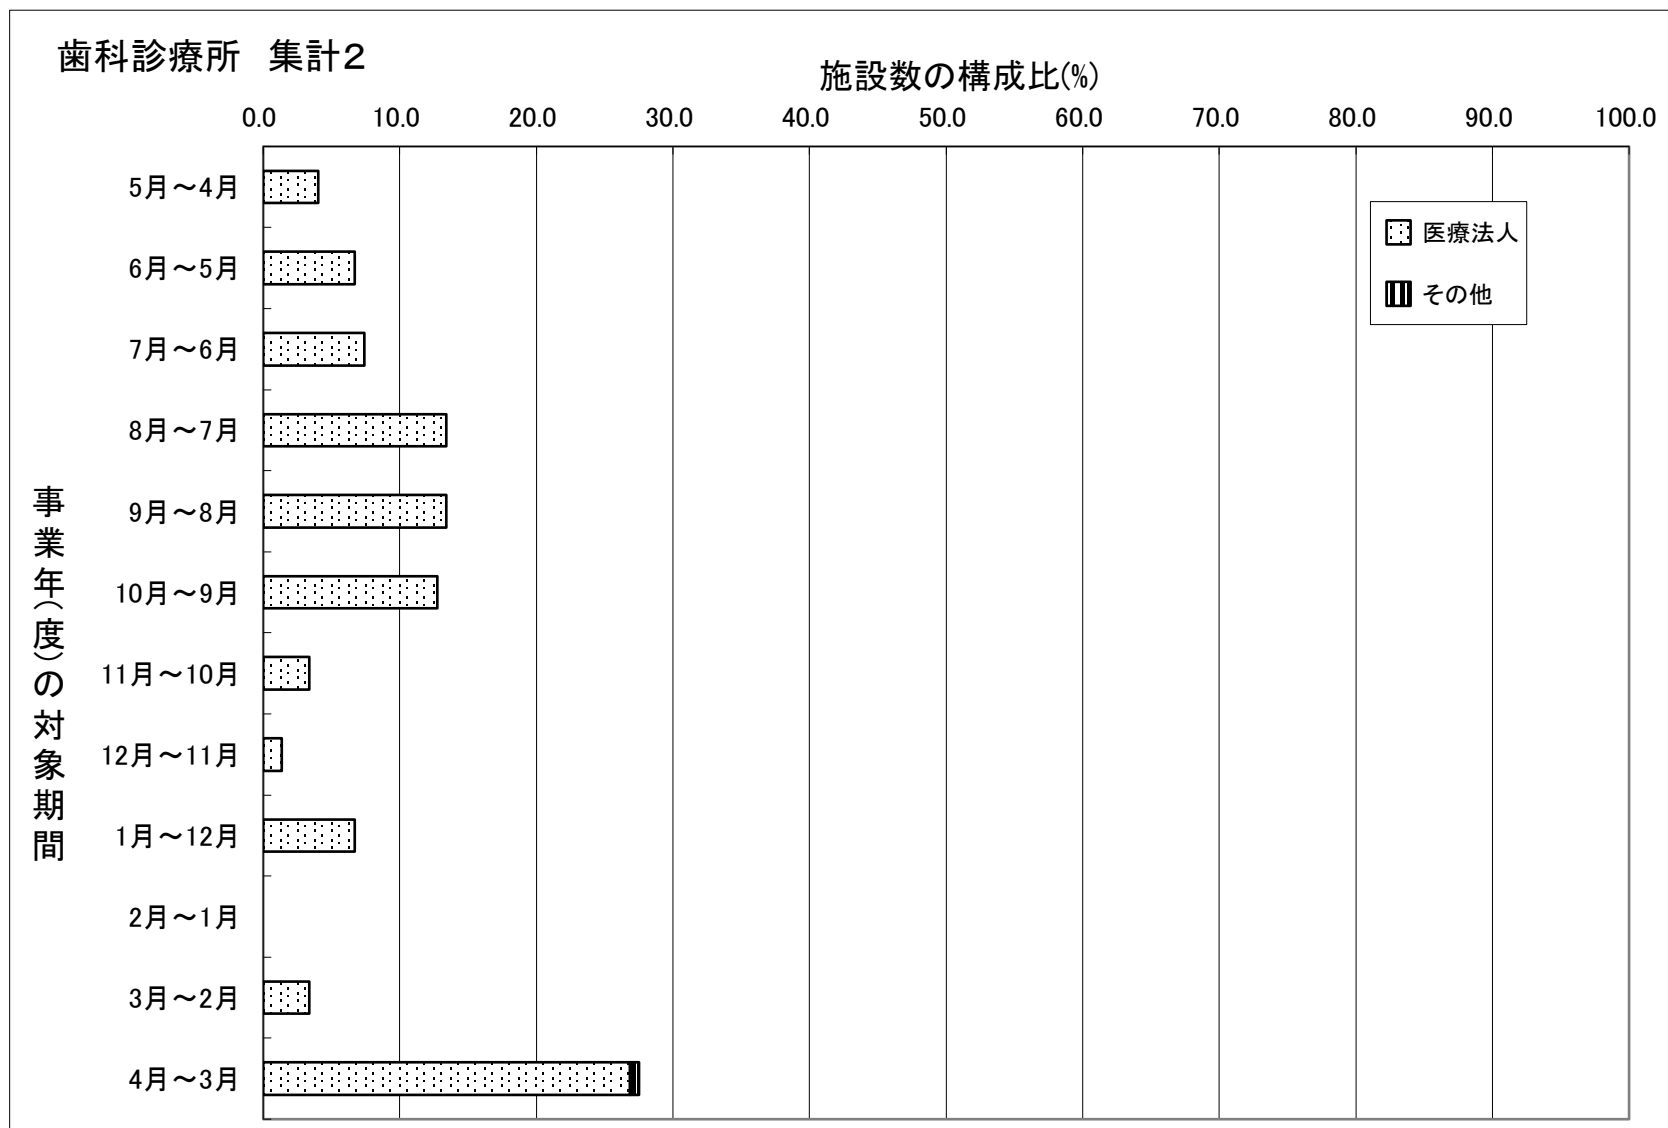 歯科診療所 集計2
施設数の構成比(%)
0.0 10.0 20.0 30.0 40.0 50.0 60.0 70.0 80.0 90.0 100.0
事業年(度)の対象期間
5月～4月
6月～5月
7月～6月
8月～7月
9月～8月
10月～9月
11月～10月
12月～11月
1月～12月
2月～1月
3月～2月
4月～3月
医療法人
その他